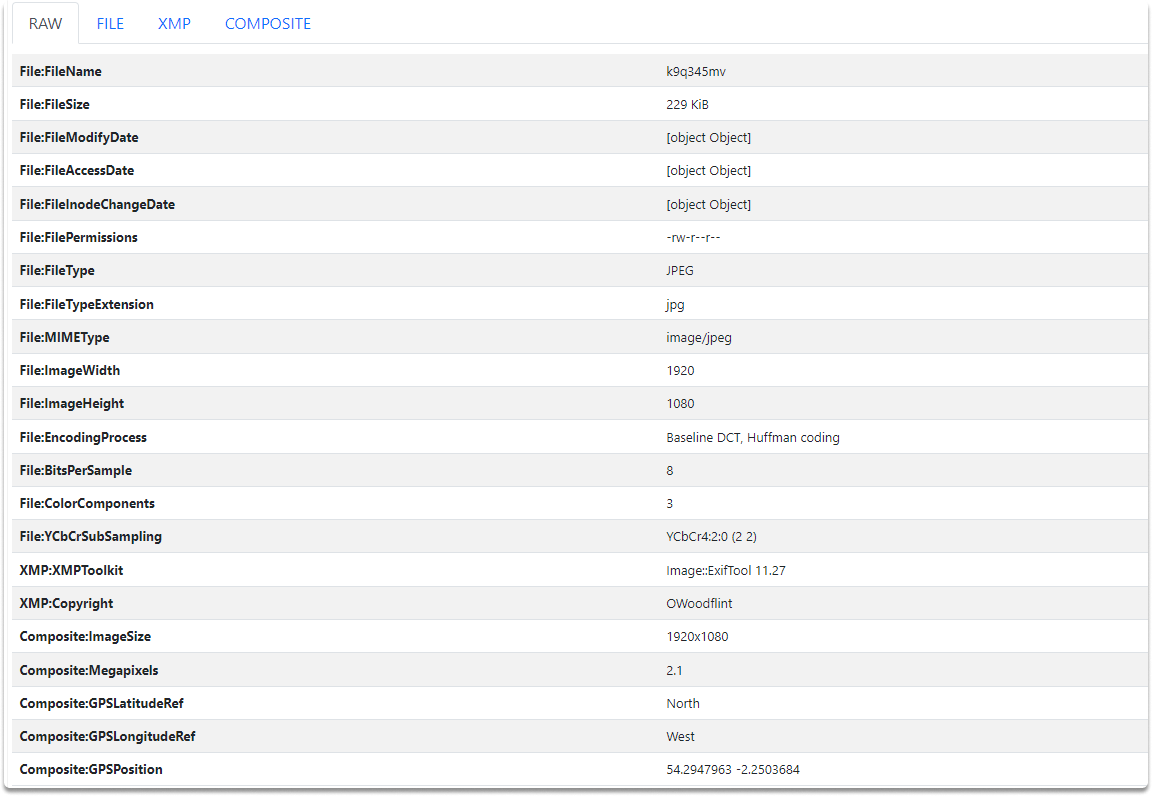 RAW FILE XMP COMPOSITE
File:FileName k9q345mv
File:FileSize 229 KiB
File:FileModifyDate [object Object]
File:FileAccessDate [object Object]
File:FileInodeChangeDate [object Object]
File:FilePermissions -rw-r--r--
File:FileType JPEG
File:FileTypeExtension jpg
File:MIMEType image/jpeg
File:ImageWidth 1920
File:ImageHeight 1080
File:EncodingProcess Baseline DCT, Huffman coding
File:BitsPerSample 8
File:ColorComponents 3
File:YCbCrSubSampling YCbCr4:2:0 (2 2)
XMP:XMPToolkit Image::ExifTool 11.27
XMP:Copyright OWoodflint
Composite:ImageSize 1920x1080
Composite:Megapixels 2.1
Composite:GPSLatitudeRef North
Composite:GPSLongitudeRef West
Composite:GPSPosition 54.2947963 -2.2503684